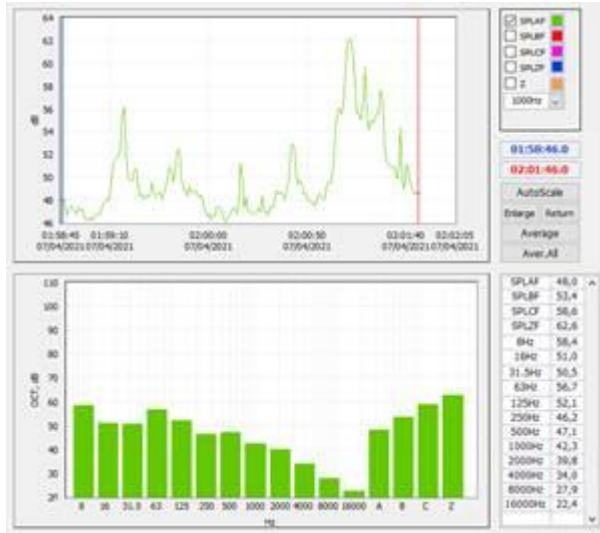 64
62
60
58
56
54
52
50
48
46
dB
01:58:45 01:59:10 02:00:00 02:00:50 02:01:40 02:02:05
07/04/2021 07/04/2021 07/04/2021 07/04/2021 07/04/2021 07/04/2021
SPLAF
SPLBF
SPLCF
SPLZF
1000Hz
01:58:46.0
02:01:46.0
AutoScale
Enlarge Return
Average
Aver.All
110
100
90
80
70
60
50
40
30
20
OCT, dB
8 16 31.5 63 125 250 500 1000 2000 4000 8000 16000 A B C Z
Hz
SPLAF 48,0
SPLBF 53,4
SPLCF 58,6
SPLZF 62,6
8Hz 58,4
16Hz 51,0
31.5Hz 50,5
63Hz 56,7
125Hz 52,1
250Hz 46,2
500Hz 47,1
1000Hz 42,3
2000Hz 39,8
4000Hz 34,0
8000Hz 27,9
16000Hz 22,4